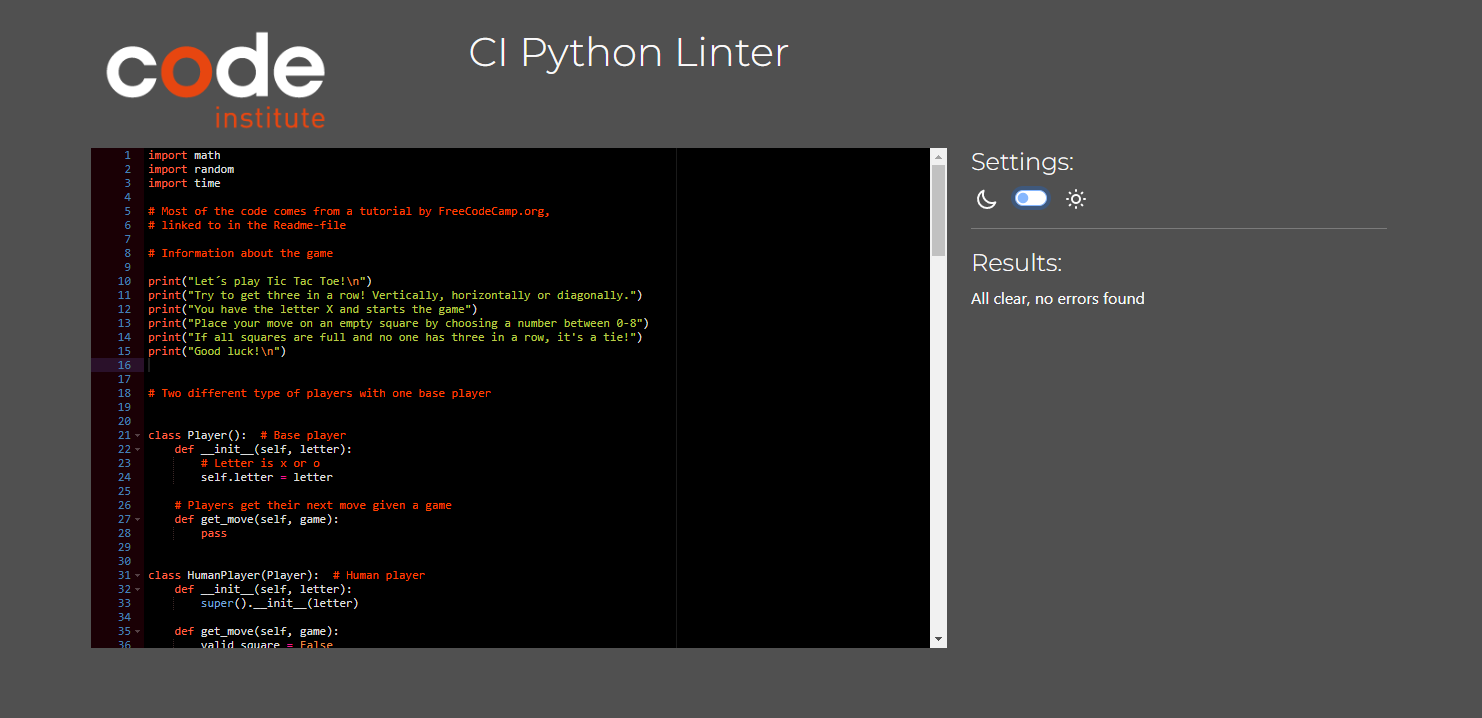 code
institute
CI Python Linter
1 import math
2 import random
3 import time
4
5 # Most of the code comes from a tutorial by FreeCodeCamp.org,
6 # linked to in the Readme-file
7
8 # Information about the game
9
10 print("Let´s play Tic Tac Toe!\n")
11 print("Try to get three in a row! Vertically, horizontally or diagonally.")
12 print("You have the letter X and starts the game")
13 print("Place your move on an empty square by choosing a number between 0-8")
14 print("If all squares are full and no one has three in a row, it's a tie!")
15 print("Good luck!\n")
16
17
18 # Two different type of players with one base player
19
20
21 class Player():  # Base player
22     def __init__(self, letter):
23         # Letter is x or o
24         self.letter = letter
25
26     # Players get their next move given a game
27     def get_move(self, game):
28         pass
29
30
31 class HumanPlayer(Player):  # Human player
32     def __init__(self, letter):
33         super().__init__(letter)
34
35     def get_move(self, game):
36         valid_square = False
Settings:
Results:
All clear, no errors found